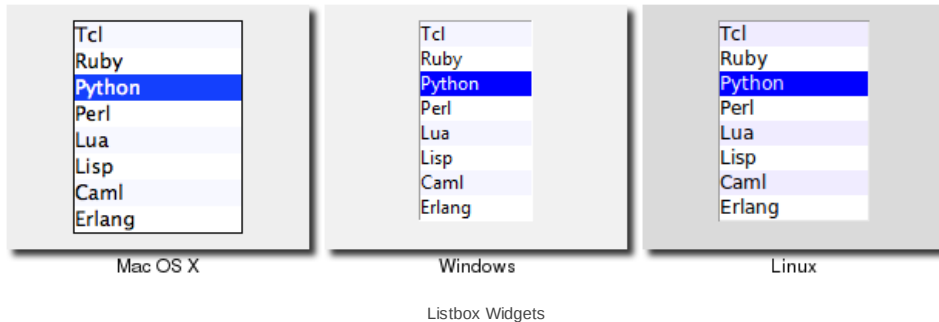 Tcl
Ruby
Python
Perl
Lua
Lisp
Caml
Erlang
Mac OS X
Tcl
Ruby
Python
Perl
Lua
Lisp
Caml
Erlang
Windows
Tcl
Ruby
Python
Perl
Lua
Lisp
Caml
Erlang
Linux
Listbox Widgets